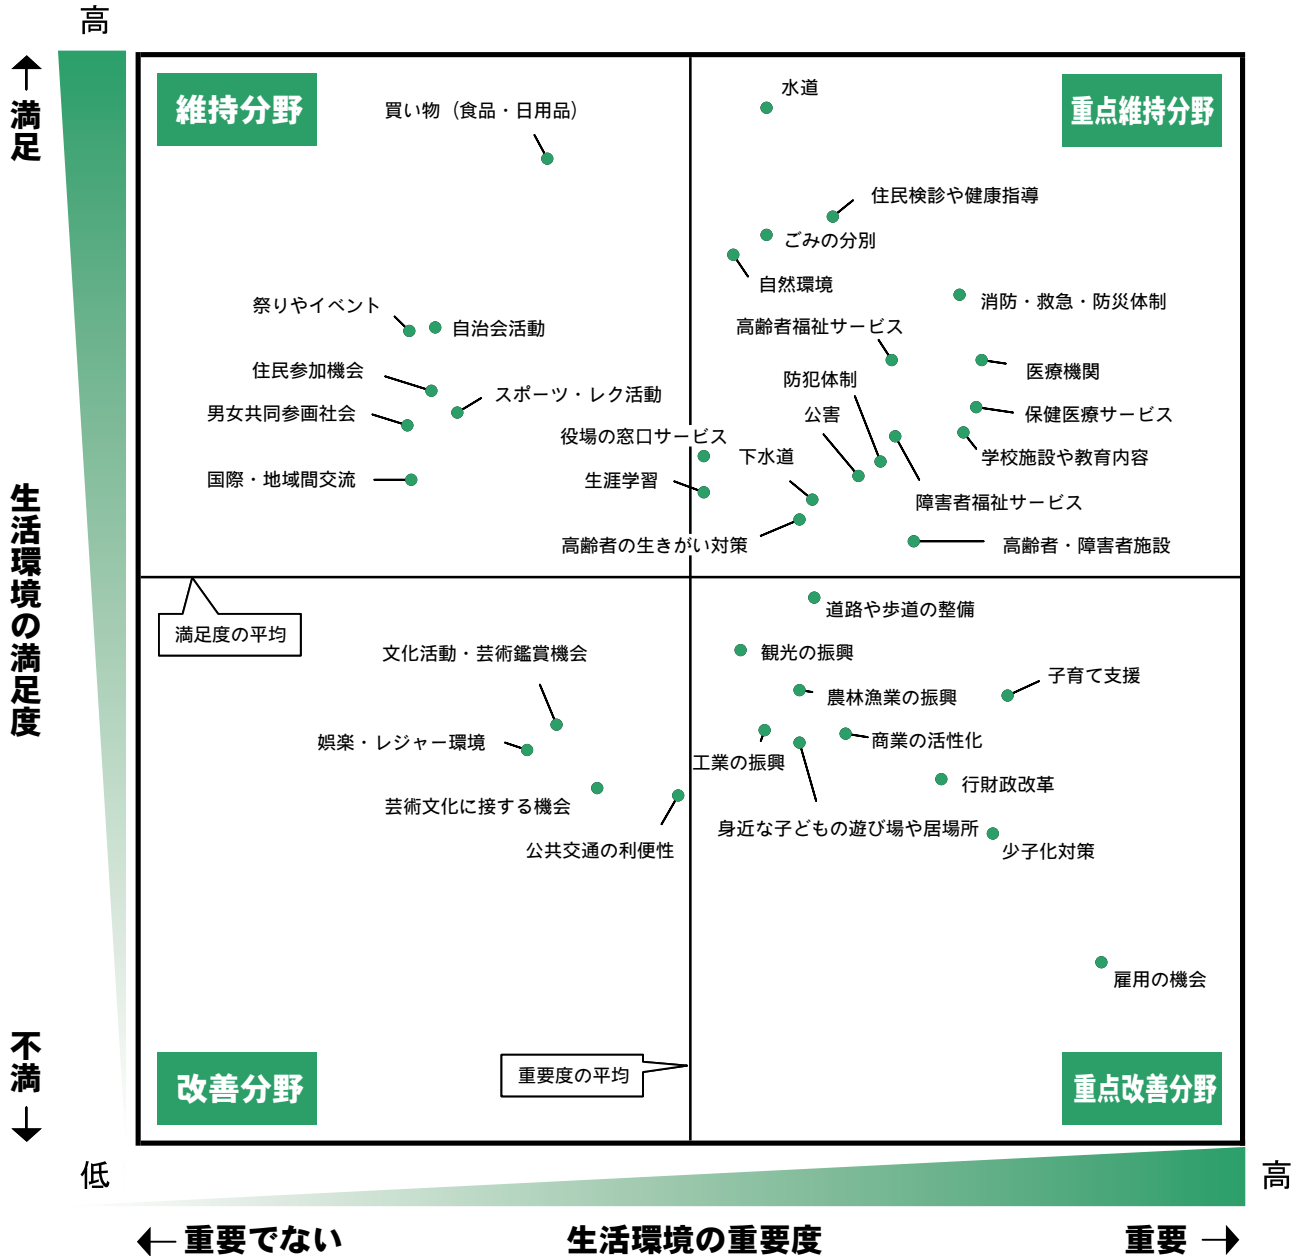 高
↑
満足
生活環境の満足度
不満
↓
維持分野
重点維持分野
水道
買い物（食品・日用品）
住民検診や健康指導
ごみの分別
自然環境
消防・救急・防災体制
祭りやイベント
自治会活動
高齢者福祉サービス
住民参加機会
医療機関
防犯体制
スポーツ・レク活動
男女共同参画社会
公害
保健医療サービス
役場の窓口サービス
下水道
学校施設や教育内容
国際・地域間交流
生涯学習
障害者福祉サービス
高齢者の生きがい対策
高齢者・障害者施設
満足度の平均
道路や歩道の整備
文化活動・芸術鑑賞機会
観光の振興
子育て支援
農林漁業の振興
娯楽・レジャー環境
商業の活性化
工業の振興
行財政改革
芸術文化に接する機会
身近な子どもの遊び場や居場所
公共交通の利便性
少子化対策
雇用の機会
重要度の平均
改善分野
重点改善分野
低
高
← 重要でない
生活環境の重要度
重要 →